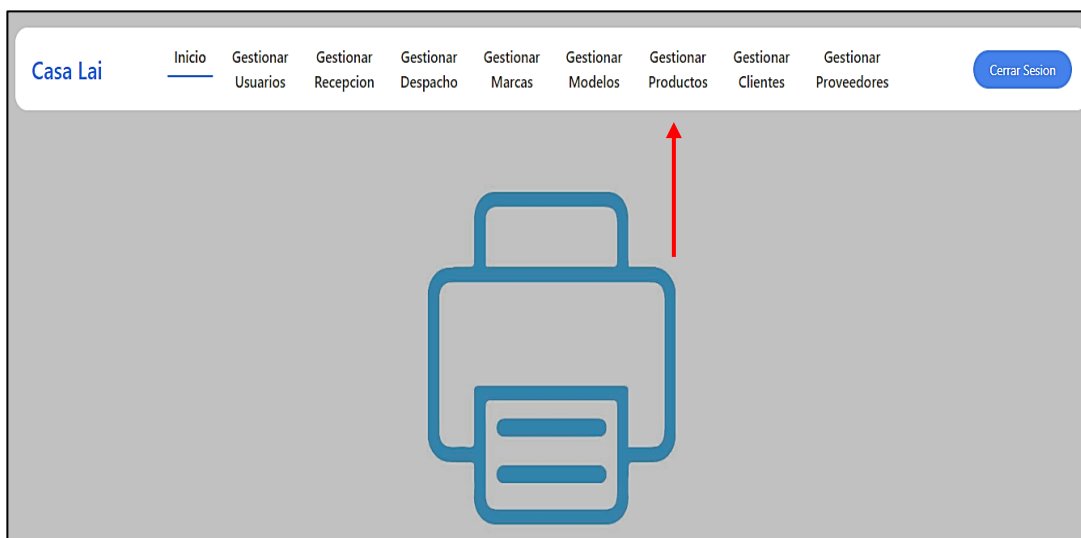 Casa Lai
Inicio
Gestionar
Usuarios
Gestionar
Recepcion
Gestionar
Despacho
Gestionar
Marcas
Gestionar
Modelos
Gestionar
Productos
Gestionar
Clientes
Gestionar
Proveedores
Cerrar Sesion